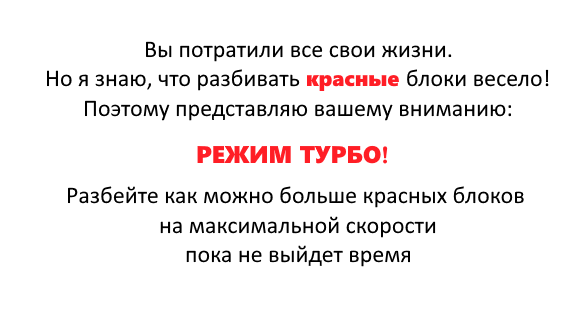 Вы потратили все свои жизни.
Но я знаю, что разбивать красные блоки весело!
Поэтому представляю вашему вниманию:
РЕЖИМ ТУРБО!
Разбейте как можно больше красных блоков
на максимальной скорости
пока не выйдет время